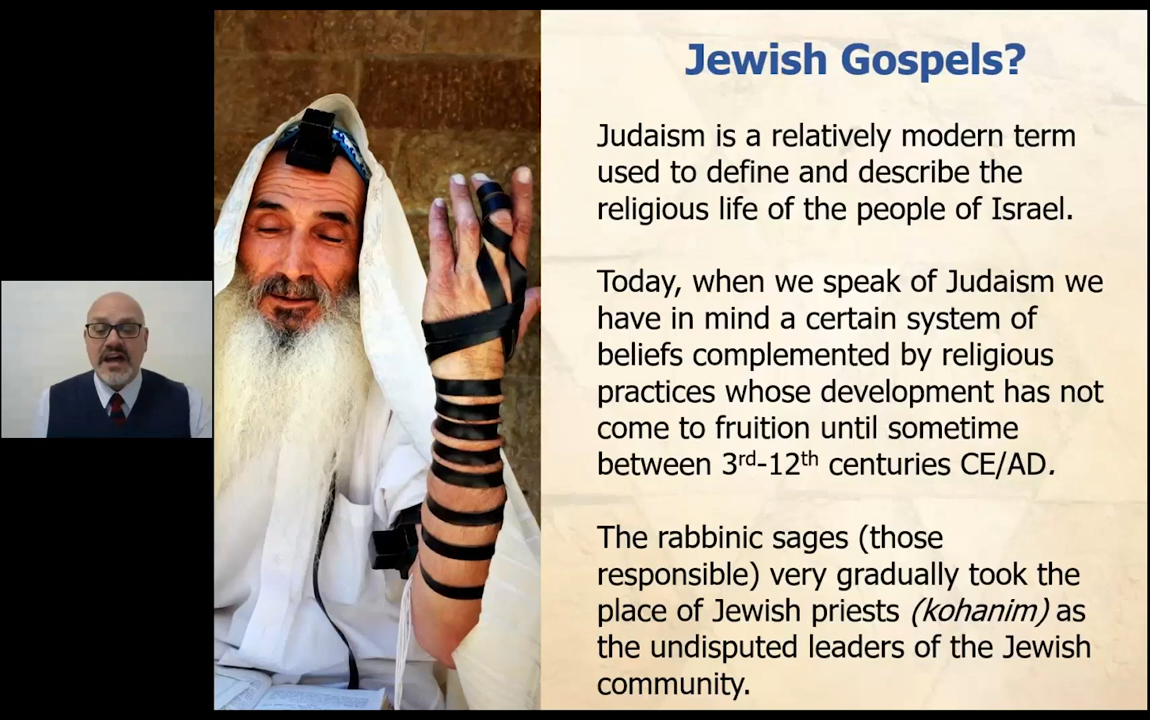 Jewish Gospels?
Judaism is a relatively modern term
used to define and describe the
religious life of the people of Israel.
Today, when we speak of Judaism we
have in mind a certain system of
beliefs complemented by religious
practices whose development has not
come to fruition until sometime
between 3rd-12th centuries CE/AD.
The rabbinic sages (those
responsible) very gradually took the
place of Jewish priests (kohanim) as
the undisputed leaders of the Jewish
community.